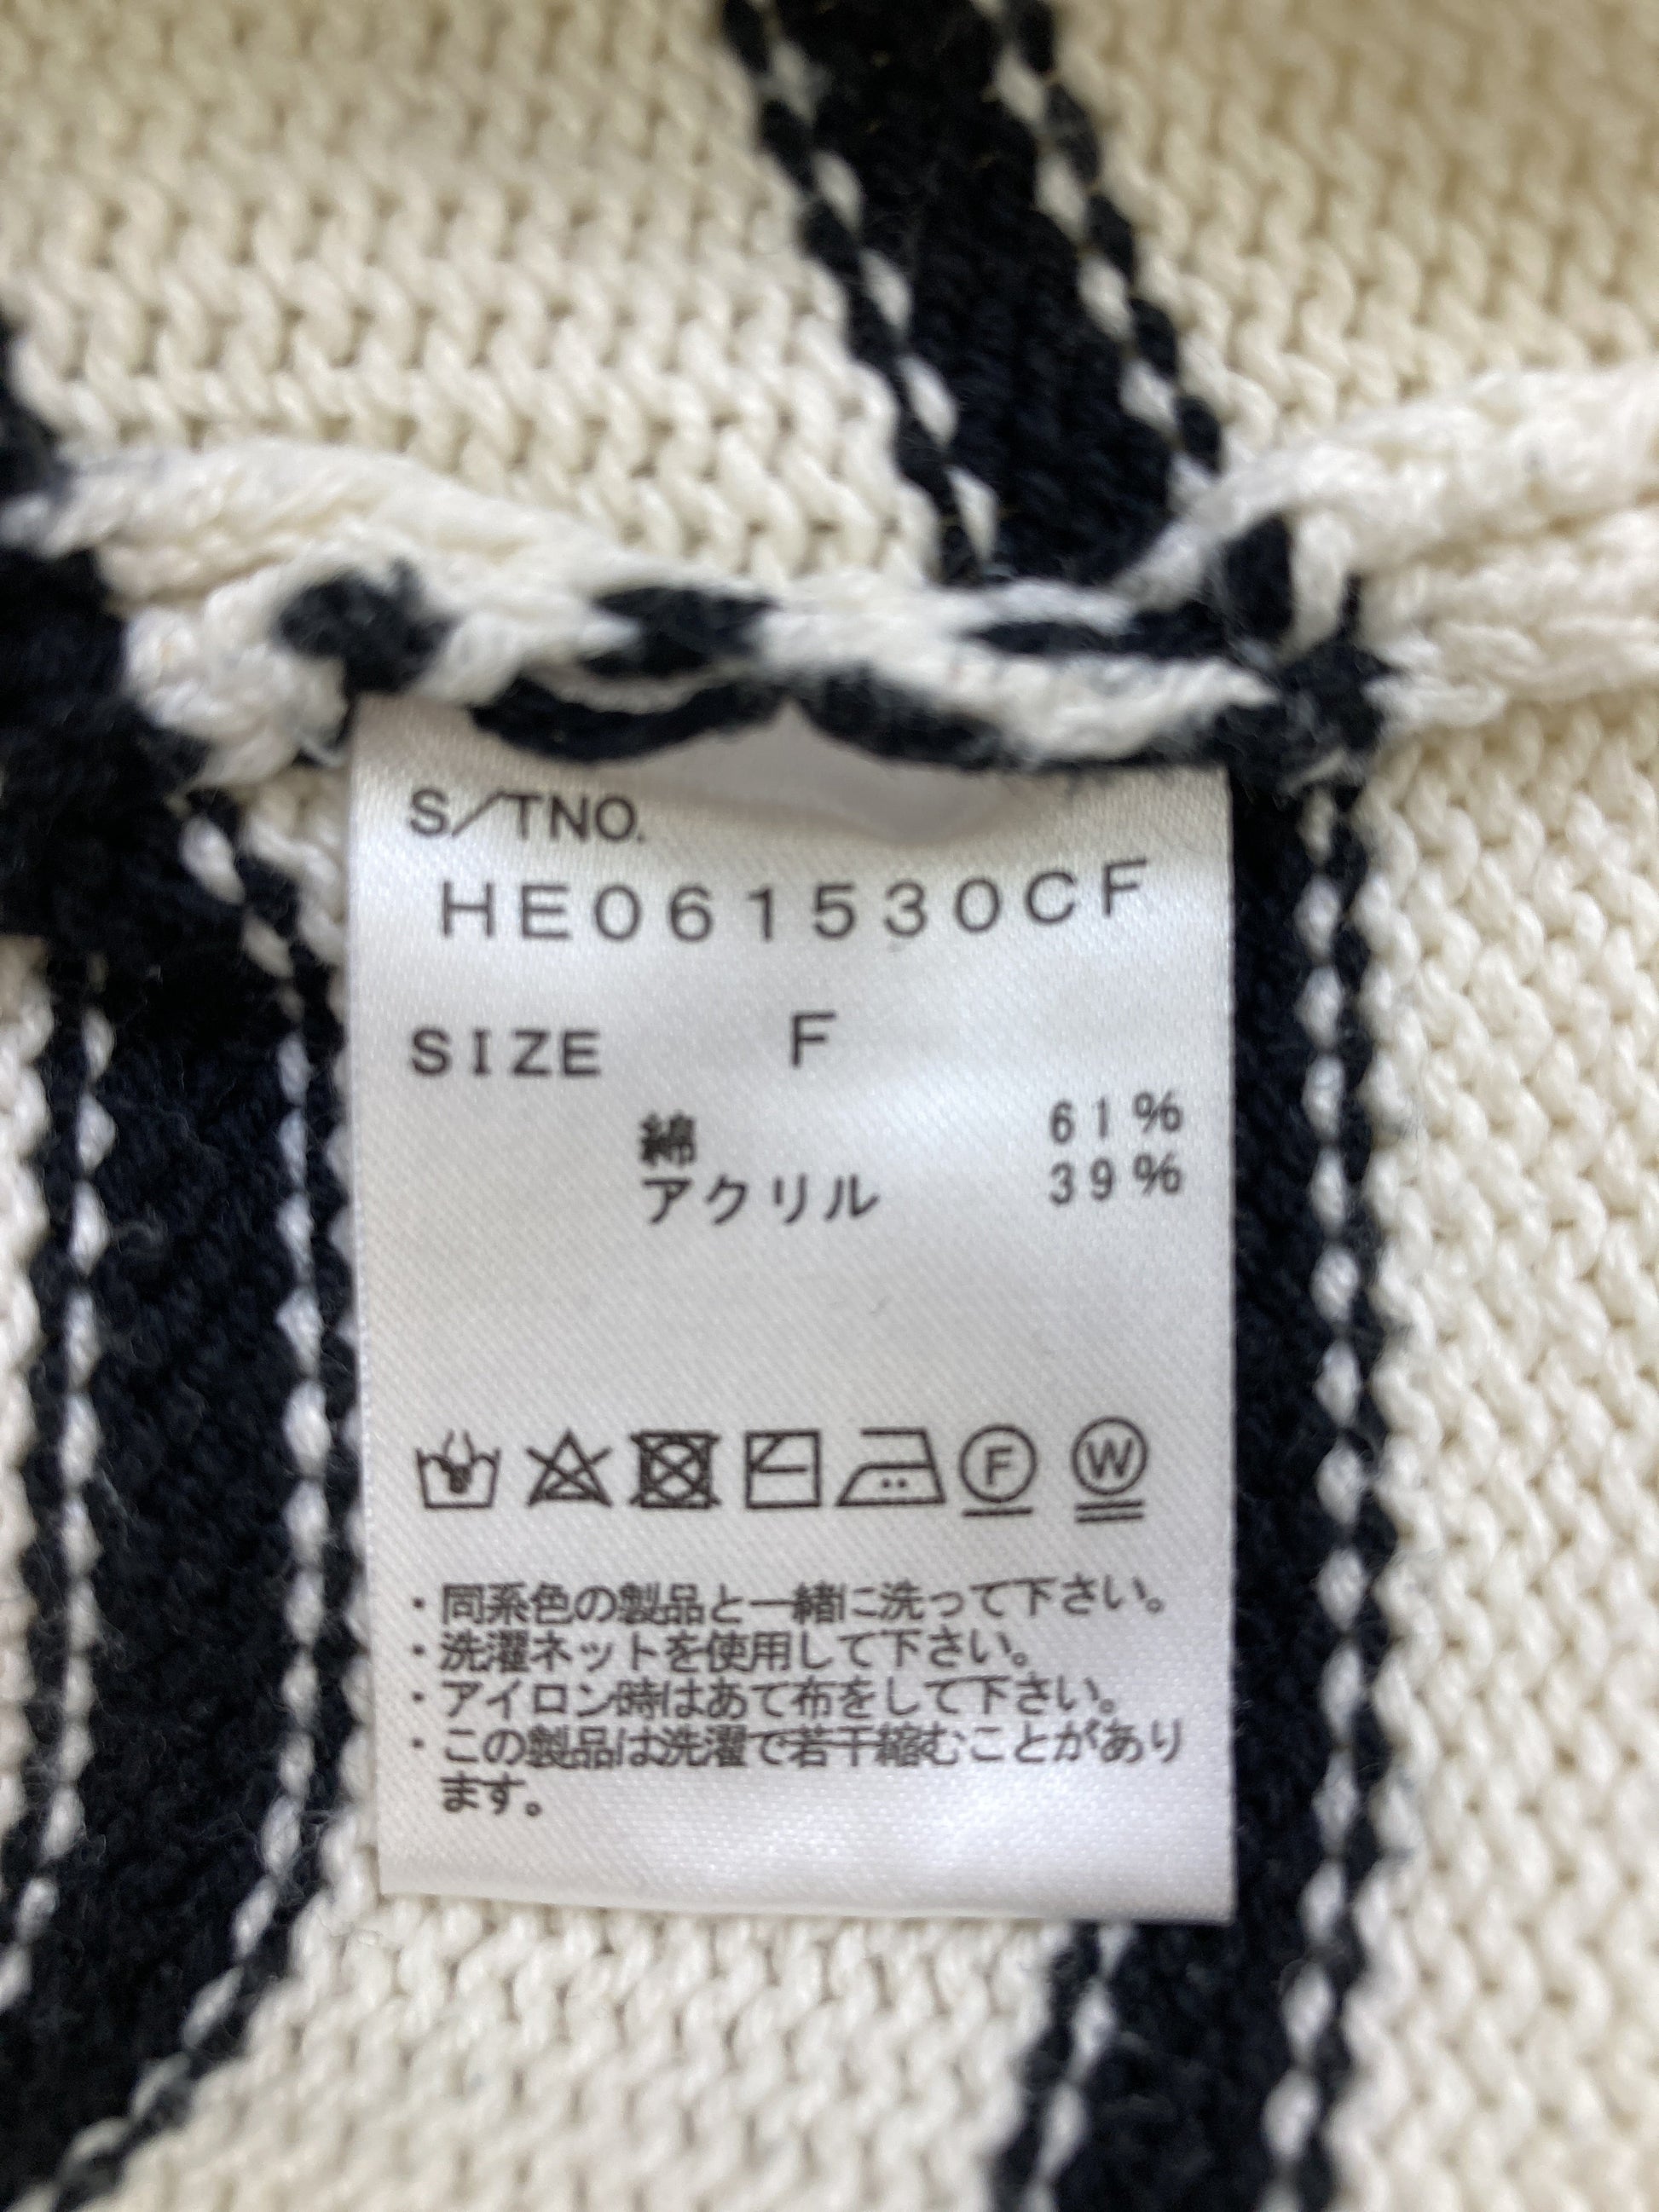 S/TNO.
HE061530CF
SIZE F
綿 61%
アクリル 39%
F W
・同系色の製品と一緒に洗って下さい。
・洗濯ネットを使用して下さい。
・アイロン時はあて布をして下さい。
・この製品は洗濯で若干縮むことがあり
ます。